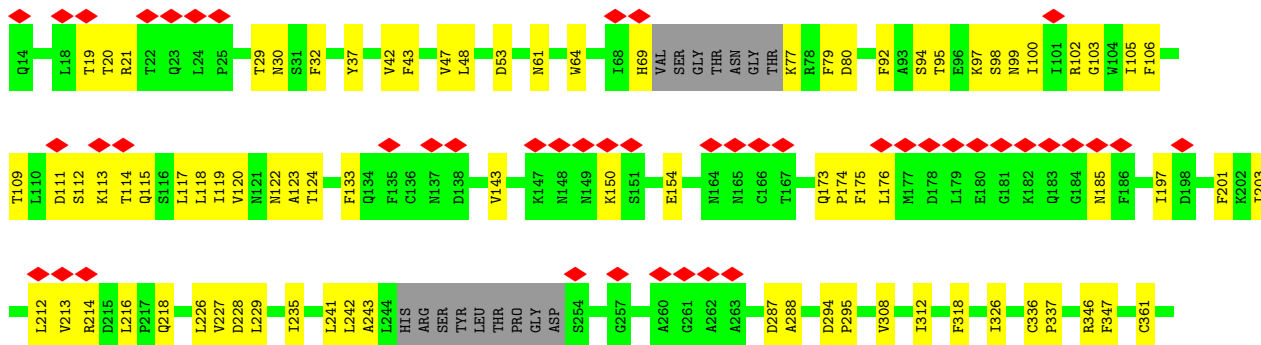 Q14 L18 T19 T20 R21 T22 Q23 L24 P25 T29 N30 S31 F32 Y37 V42 F43 V47 L48 D53 N61 W64 I68 H69 VAL SER GLY THR ASN GLY THR K77 R78 F79 D80 F92 A93 S94 T95 E96 K97 S98 N99 I100 I101 R102 G103 W104 I105 F106
T109 L110 D111 S112 K113 T114 Q115 S116 L117 L118 I119 V120 N121 N122 A123 T124 F133 Q134 F135 C136 N137 D138 V143 K147 N148 N149 K150 S151 E154 N164 N165 C166 T167 Q173 P174 F175 L176 M177 D178 L179 E180 G181 K182 Q183 G184 N185 F186 I197 D198 F201 K202 I203
L212 V213 R214 D215 L216 P217 Q218 L226 V227 D228 L229 I235 L241 L242 A243 L244 HIS ARG SER TYR LEU THR PRO GLY ASP S254 G257 A260 G261 A262 A263 D287 A288 D294 P295 V308 I312 F318 I326 C336 P337 R346 F347 C361